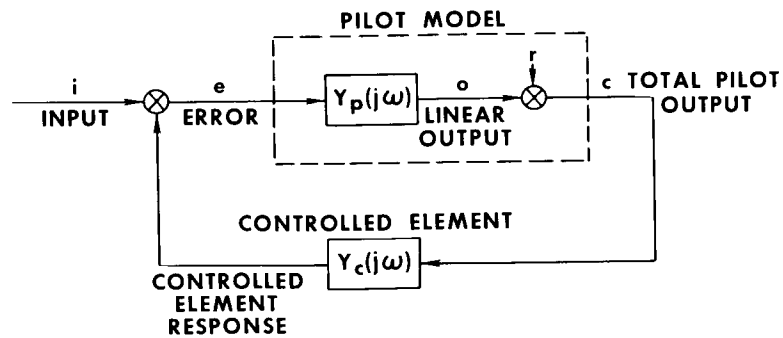 PILOT MODEL
r
i
e
Yp(jω)
o
c
TOTAL PILOT
OUTPUT
INPUT
ERROR
LINEAR
OUTPUT
CONTROLLED ELEMENT
Yc(jω)
CONTROLLED
ELEMENT
RESPONSE